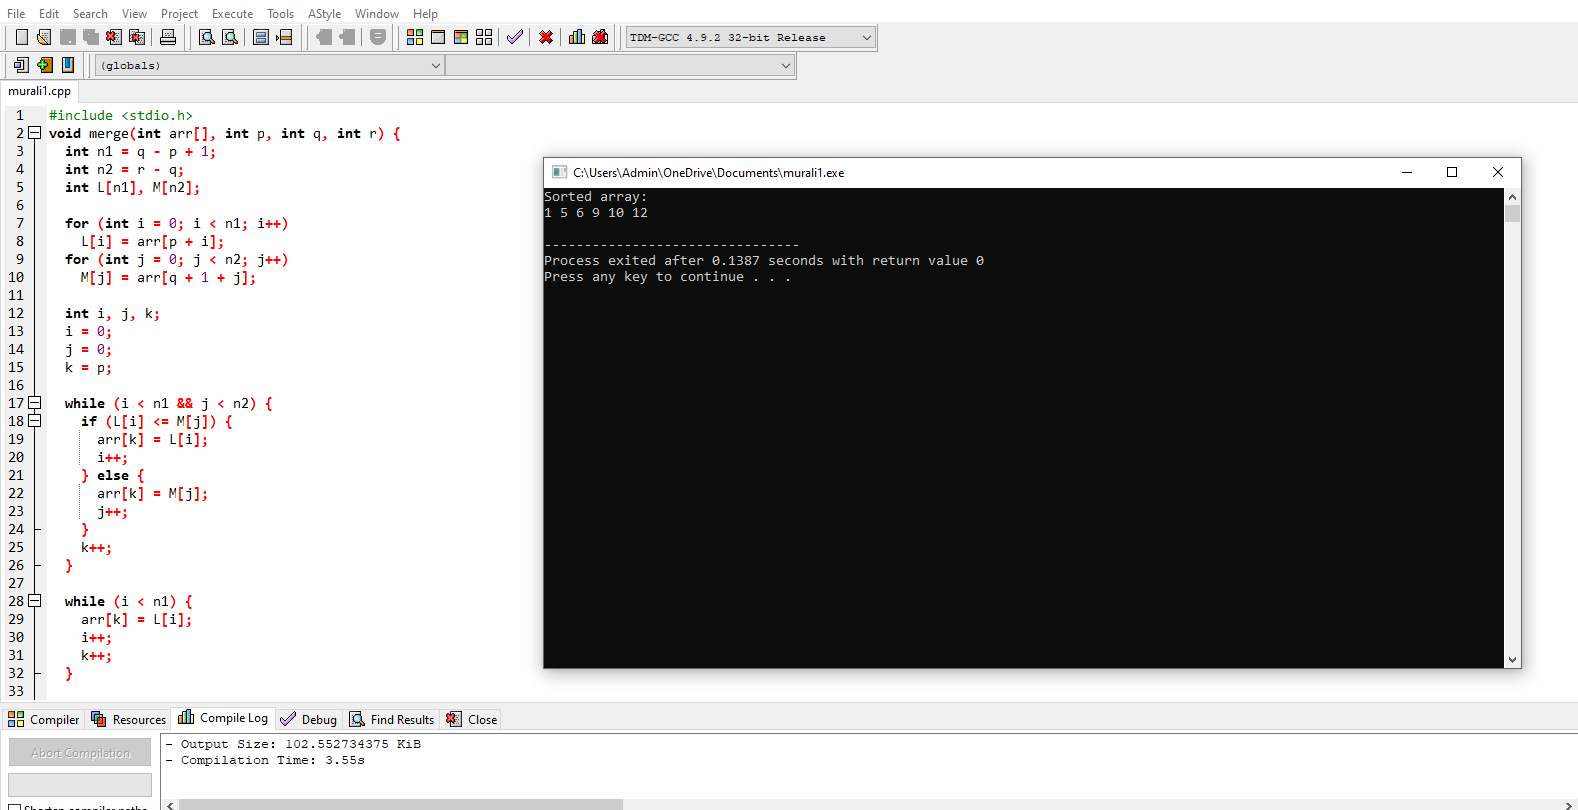 File Edit Search View Project Execute Tools AStyle Window Help
TDM-GCC 4.9.2 32-bit Release
(globals)
murali1.cpp
1 #include <stdio.h>
2 void merge(int arr[], int p, int q, int r) {
3 int n1 = q - p + 1;
4 int n2 = r - q;
5 int L[n1], M[n2];
6
7 for (int i = 0; i < n1; i++)
8 L[i] = arr[p + i];
9 for (int j = 0; j < n2; j++)
10 M[j] = arr[q + 1 + j];
11
12 int i, j, k;
13 i = 0;
14 j = 0;
15 k = p;
16
17 while (i < n1 && j < n2) {
18 if (L[i] <= M[j]) {
19 arr[k] = L[i];
20 i++;
21 } else {
22 arr[k] = M[j];
23 j++;
24 }
25 k++;
26 }
27
28 while (i < n1) {
29 arr[k] = L[i];
30 i++;
31 k++;
32 }
33
C:\Users\Admin\OneDrive\Documents\murali1.exe
Sorted array:
1 5 6 9 10 12
--------------------------------
Process exited after 0.1387 seconds with return value 0
Press any key to continue . . .
Compiler Resources Compile Log Debug Find Results Close
Abort Compilation
- Output Size: 102.552734375 KiB
- Compilation Time: 3.55s
Shorten compiler paths